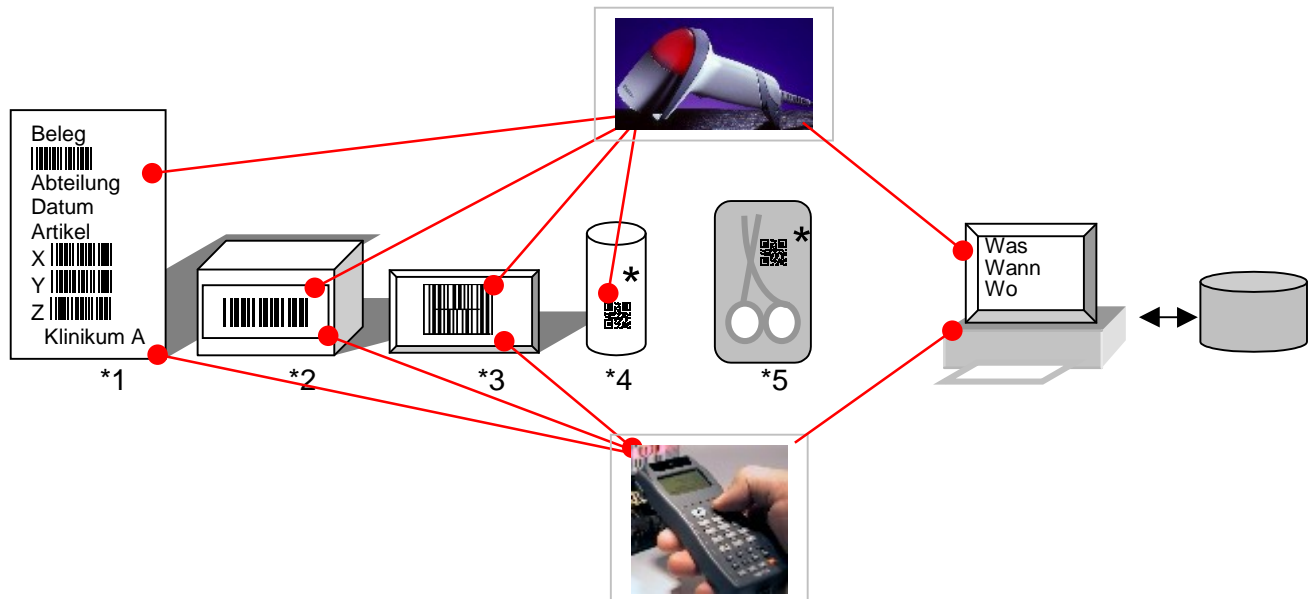 Beleg
Abteilung
Datum
Artikel
X
Y
Z
Klinikum A
*1
*2
*3
*
*4
*
*5
Was
Wann
Wo